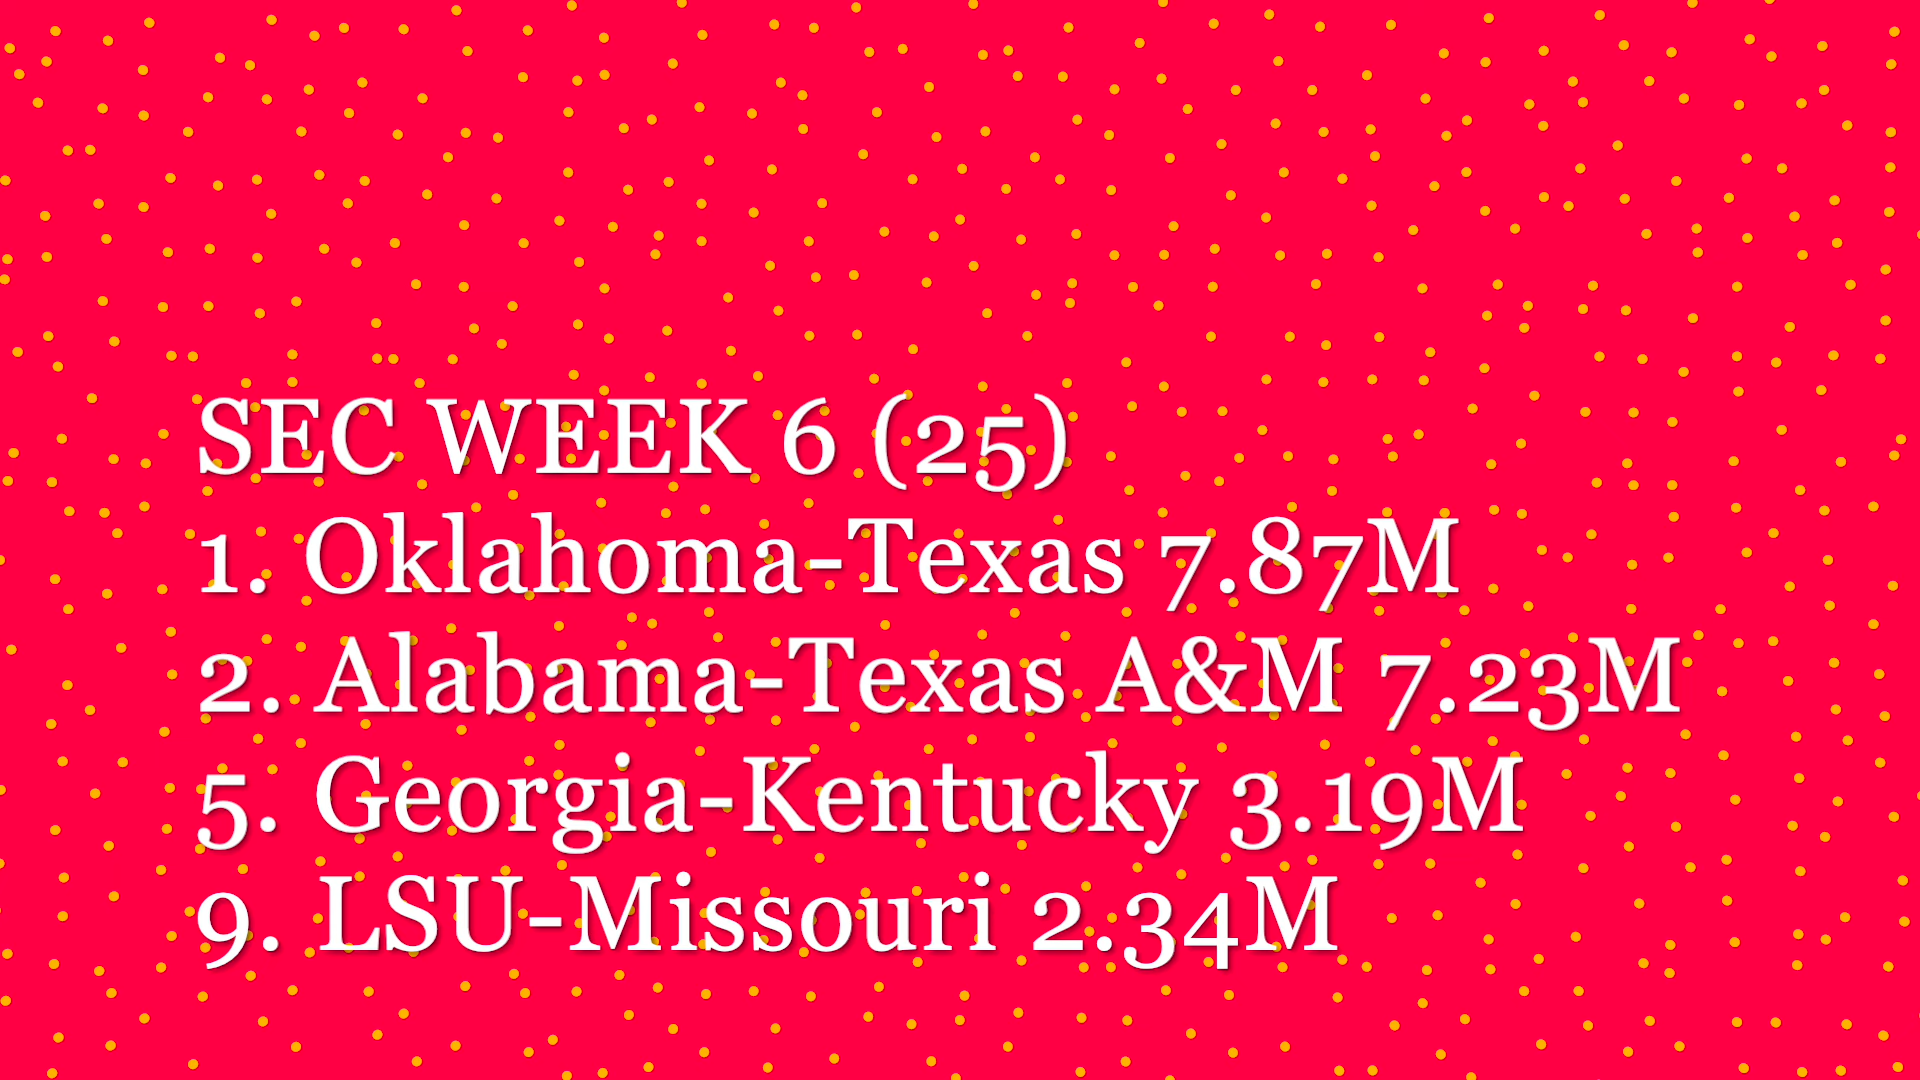 SEC WEEK 6 (25)
1. Oklahoma-Texas 7.87M
2. Alabama-Texas A&M 7.23M
5. Georgia-Kentucky 3.19M
9. LSU-Missouri 2.34M